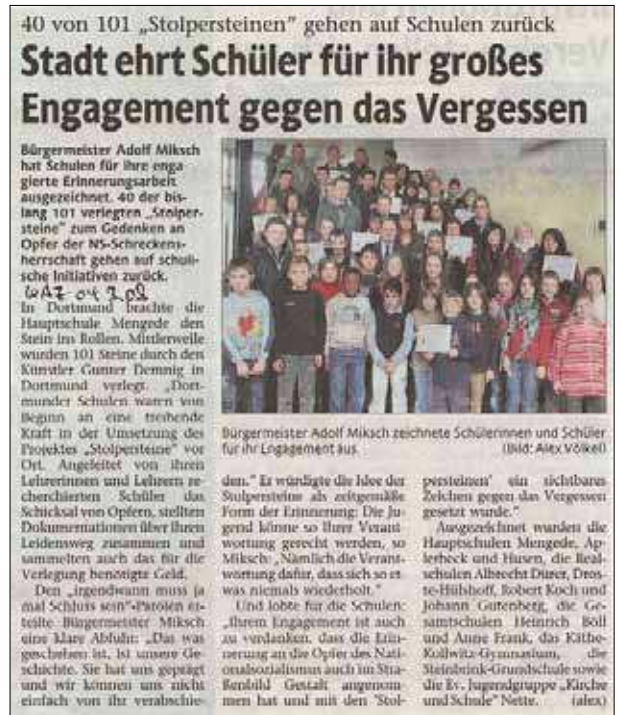 40 von 101 „Stolpersteinen" gehen auf Schulen zurück
Stadt ehrt Schüler für ihr großes
Engagement gegen das Vergessen
Bürgermeister Adolf Miksch
hat Schulen für ihre enga
gierte Erinnerungsarbeit
ausgezeichnet. 40 der bis-
lang 101 verlegten „Stolper-
steine" zum Gedenken an
Opfer der NS-Schreckens-
herrschaft gehen auf schuli-
sche Initiativen zurück.
WAZ 04 3 08
In Dortmund brachte die
Hauptschule Mengede den
Stein ins Rollen. Mittlerweile
wurden 101 Steine durch den
Künstler Gunter Demnig in
Dortmund verlegt. „Dort-
munder Schulen waren von
Beginn an eine treibende
Kraft in der Umsetzung des
Projektes „Stolpersteine" vor
Ort. Angeleitet von ihren
Lehrerinnen und Lehrern re-
cherchierten Schüler das
Schicksal von Opfern, stellten
Dokumentationen über ihren
Leidensweg zusammen und
sammelten auch das für die
Verlegung benötigte Geld.
Den „irgendwann muss ja
mal Schluss sein"-Parolen er-
teilte Bürgermeister Miksch
eine klare Abfuhr: „Das was
geschehen ist, ist unsere Ge-
schichte. Sie hat uns geprägt
und wir können uns nicht
einfach von ihr verabschie-
Bürgermeister Adolf Miksch zeichnete Schülerinnen und Schüler
für ihr Engagement aus. (Bild: Alex Völkel)
den." Er würdigte die Idee der
Stolpersteine als zeitgemäße
Form der Erinnerung: Die Ju-
gend könne so ihrer Verant-
wortung gerecht werden, so
Miksch: „Nämlich die Verant-
wortung dafür, dass sich so et-
was niemals wiederholt."
Und lobte für die Schulen:
„Ihrem Engagement ist auch
zu verdanken, dass die Erin-
nerung an die Opfer des Nati-
onalsozialismus auch im Stra-
ßenbild Gestalt angenom-
men hat und mit den 'Stol-
persteinen' ein sichtbares
Zeichen gegen das Vergessen
gesetzt wurde."
Ausgezeichnet wurden die
Hauptschulen Mengede, Ap-
lerbeck und Husen, die Real-
schulen Albrecht Dürer, Dros-
te-Hülshoff, Robert Koch und
Johann Gutenberg, die Ge-
samtschulen Heinrich Böll
und Anne Frank, das Käthe-
Kollwitz-Gymnasium, die
Steinbrink-Grundschule sowie
die Ev. Jugendgruppe „Kirche
und Schule" Nette. (alex)